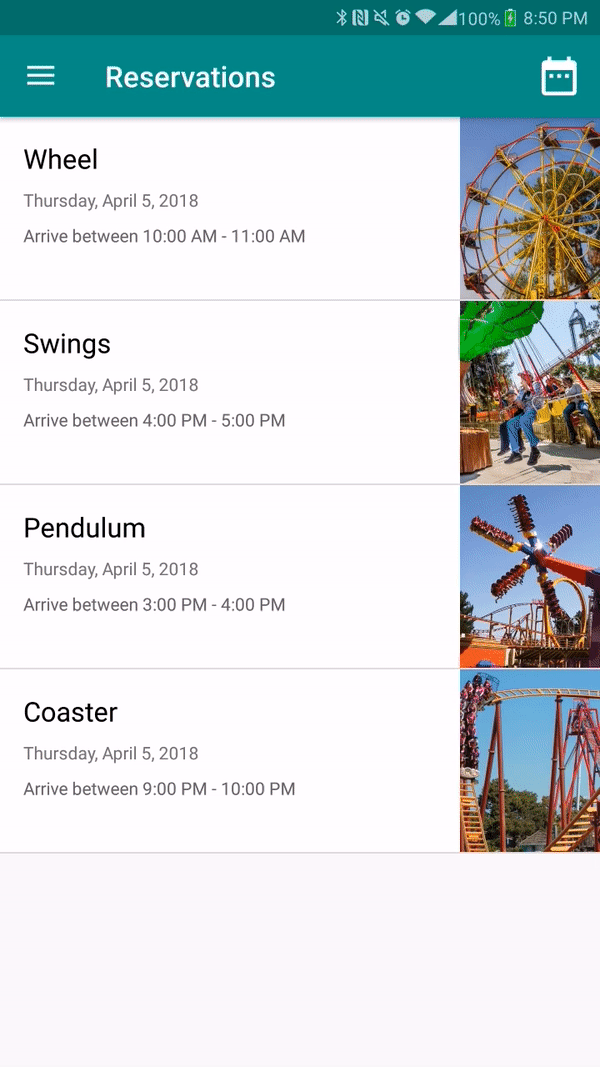 100% 8:50 PM
Reservations
Wheel
Thursday, April 5, 2018
Arrive between 10:00 AM - 11:00 AM
Swings
Thursday, April 5, 2018
Arrive between 4:00 PM - 5:00 PM
Pendulum
Thursday, April 5, 2018
Arrive between 3:00 PM - 4:00 PM
Coaster
Thursday, April 5, 2018
Arrive between 9:00 PM - 10:00 PM